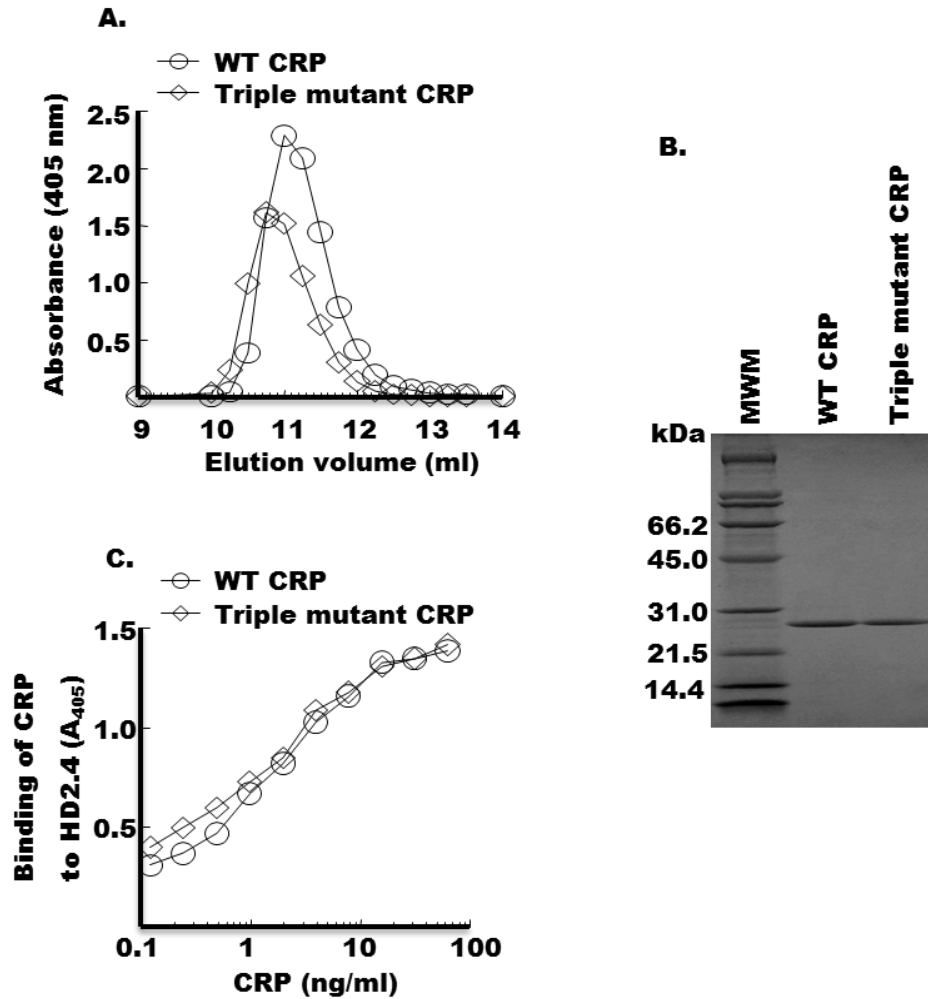 A.
WT CRP
Triple mutant CRP
Absorbance (405 nm)
2.5
2.0
1.5
1.0
0.5
9 10 11 12 13 14
Elution volume (ml)
B.
MWM
WT CRP
Triple mutant CRP
kDa
66.2
45.0
31.0
21.5
14.4
C.
WT CRP
Triple mutant CRP
Binding of CRP
to HD2.4 (A₄₀₅)
1.5
1.0
0.5
0.1 1 10 100
CRP (ng/ml)